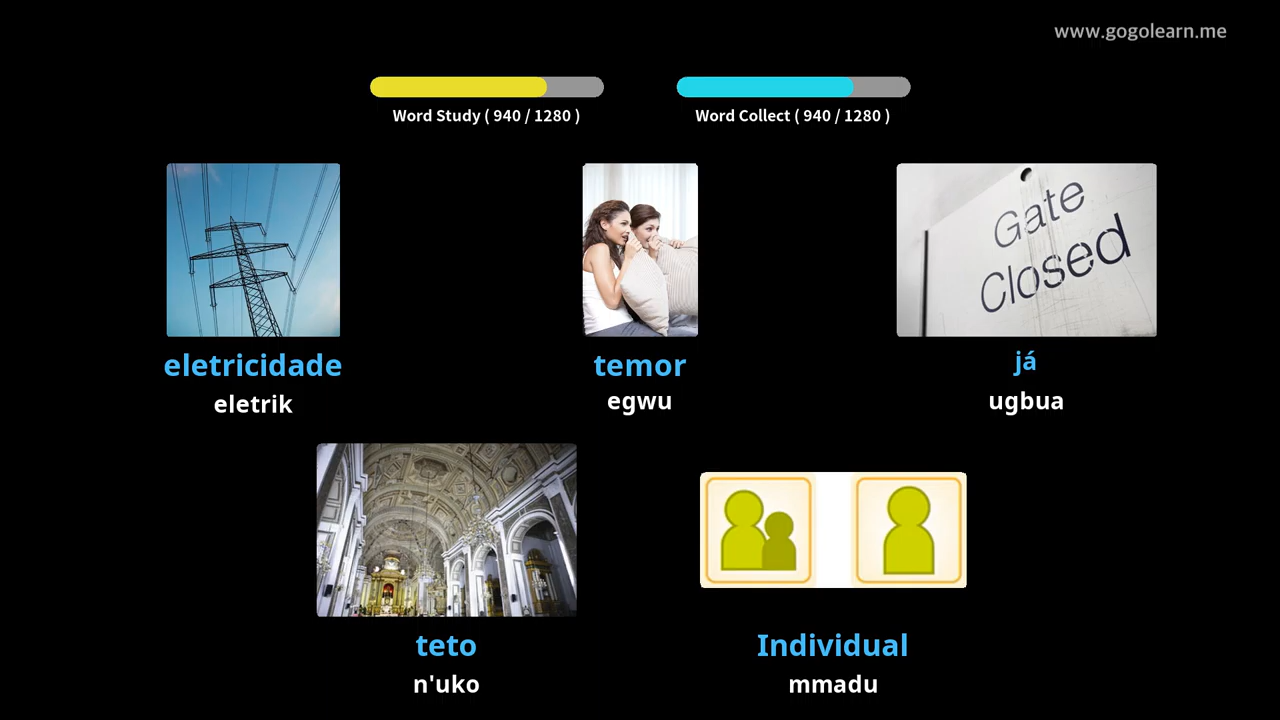 www.gogolearn.me
Word Study ( 940 / 1280 )
Word Collect ( 940 / 1280 )
Gate
Closed
eletricidade
eletrik
temor
egwu
já
ugbua
teto
n'uko
Individual
mmadu